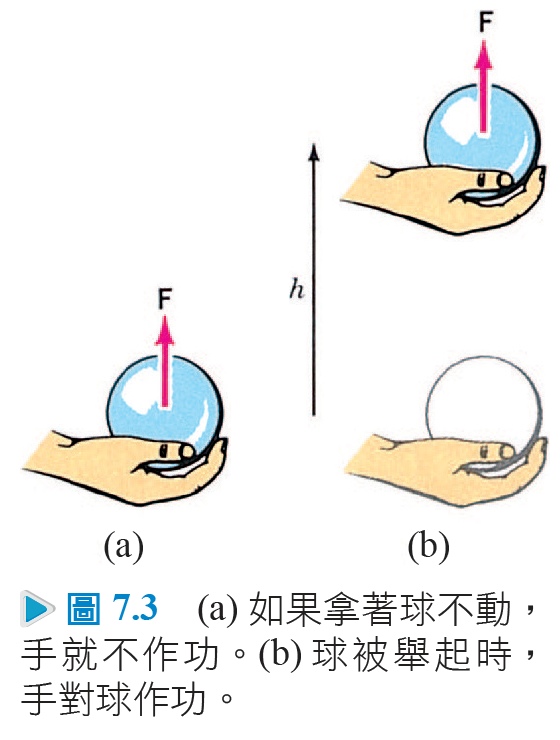 F
F
h
(a)
(b)
圖 7.3 (a) 如果拿著球不動，
手就不作功。(b) 球被舉起時，
手對球作功。